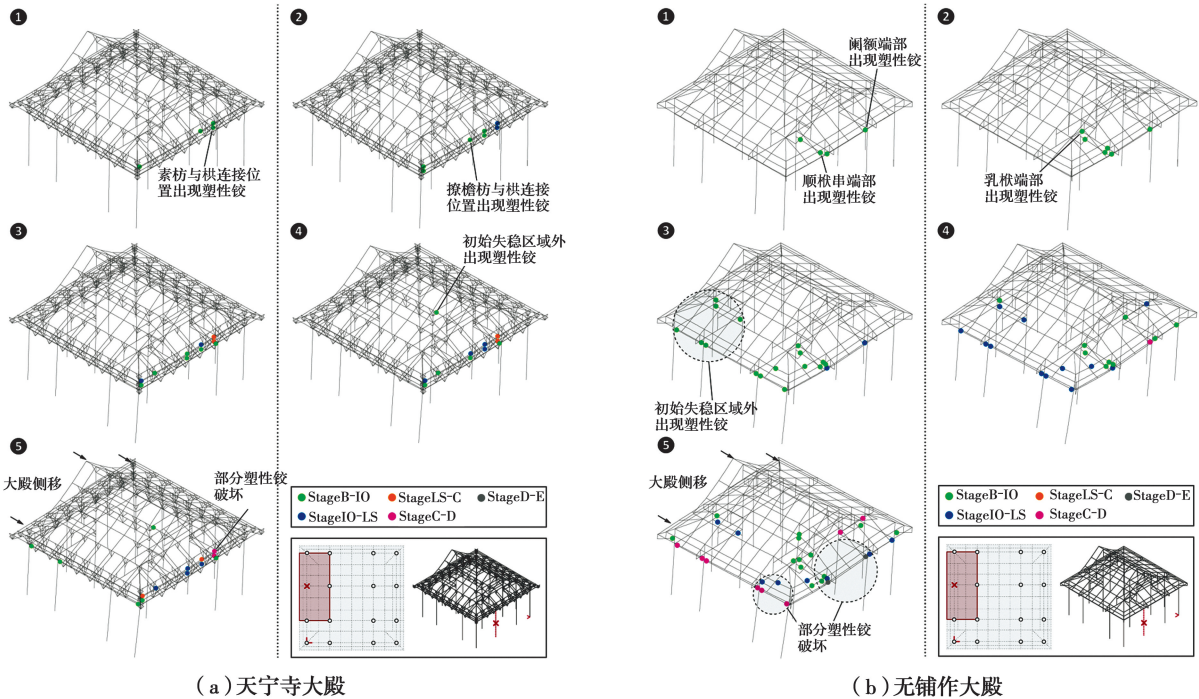 ❶
素枋与栱连接位
置出现塑性铰
❷
撩檐枋与栱连接
位置出现塑性铰
❸
❹
初始失稳区域外
出现塑性铰
❺
大殿侧移
部分塑性铰
破坏
StageB-IO StageLS-C StageD-E
StageIO-LS StageC-D
(a)天宁寺大殿
❶
阑额端部
出现塑性铰
顺栿串端部
出现塑性铰
❷
乳栿端部
出现塑性铰
❸
初始失稳区域外
出现塑性铰
❹
❺
大殿侧移
部分塑性铰
破坏
StageB-IO StageLS-C StageD-E
StageIO-LS StageC-D
(b)无铺作大殿